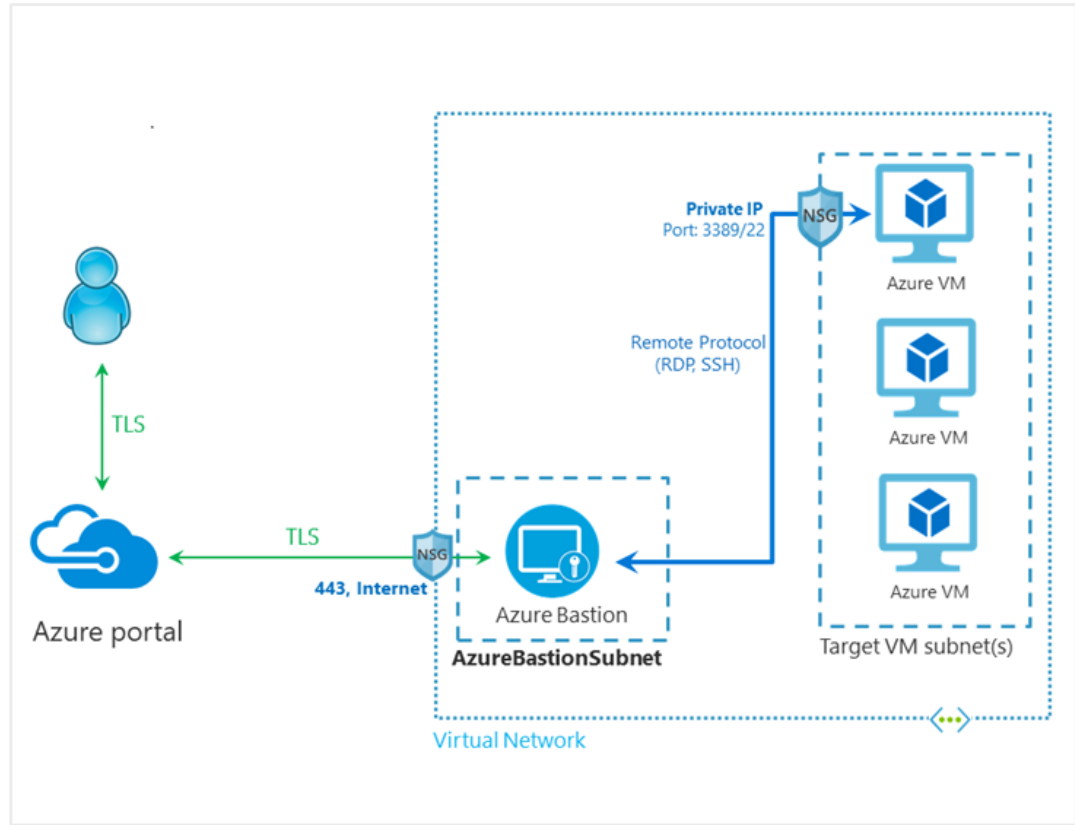 Private IP
Port: 3389/22
NSG
Azure VM
Remote Protocol
(RDP, SSH)
Azure VM
TLS
TLS
NSG
443, Internet
Azure Bastion
Azure VM
Azure portal
AzureBastionSubnet
Target VM subnet(s)
Virtual Network